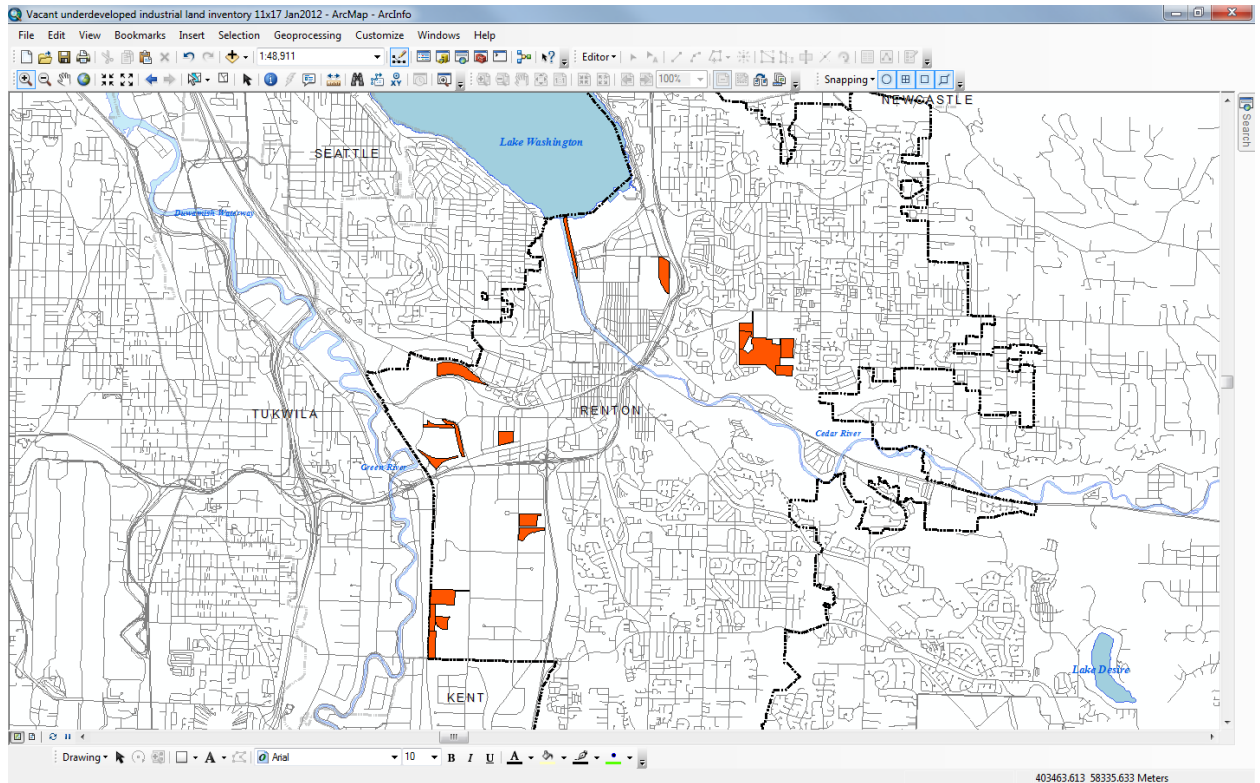 Vacant underdeveloped industrial land inventory 11x17 Jan2012 - ArcMap - ArcInfo
File Edit View Bookmarks Insert Selection Geoprocessing Customize Windows Help
1:48,911 Editor
100% Snapping
NEWCASTLE
Search
Lake Washington
SEATTLE
Duwamish Waterway
TUKWILA
RENTON
Cedar River
Green River
Lake Desire
KENT
Drawing A Arial 10 B I U A
403463.613 58335.633 Meters